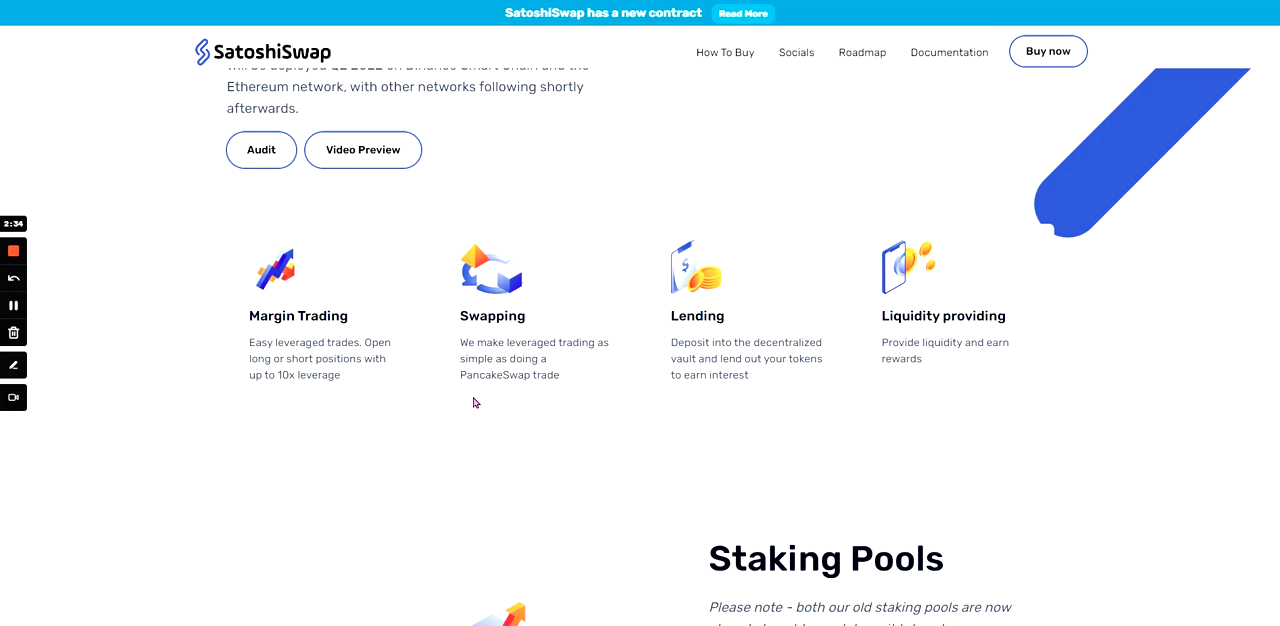 SatoshiSwap has a new contract Read More
SatoshiSwap
How To Buy Socials Roadmap Documentation Buy now
Ethereum network, with other networks following shortly
afterwards.
Audit Video Preview
2:34
Margin Trading
Easy leveraged trades. Open
long or short positions with
up to 10x leverage
Swapping
We make leveraged trading as
simple as doing a
PancakeSwap trade
Lending
Deposit into the decentralized
vault and lend out your tokens
to earn interest
Liquidity providing
Provide liquidity and earn
rewards
Staking Pools
Please note - both our old staking pools are now